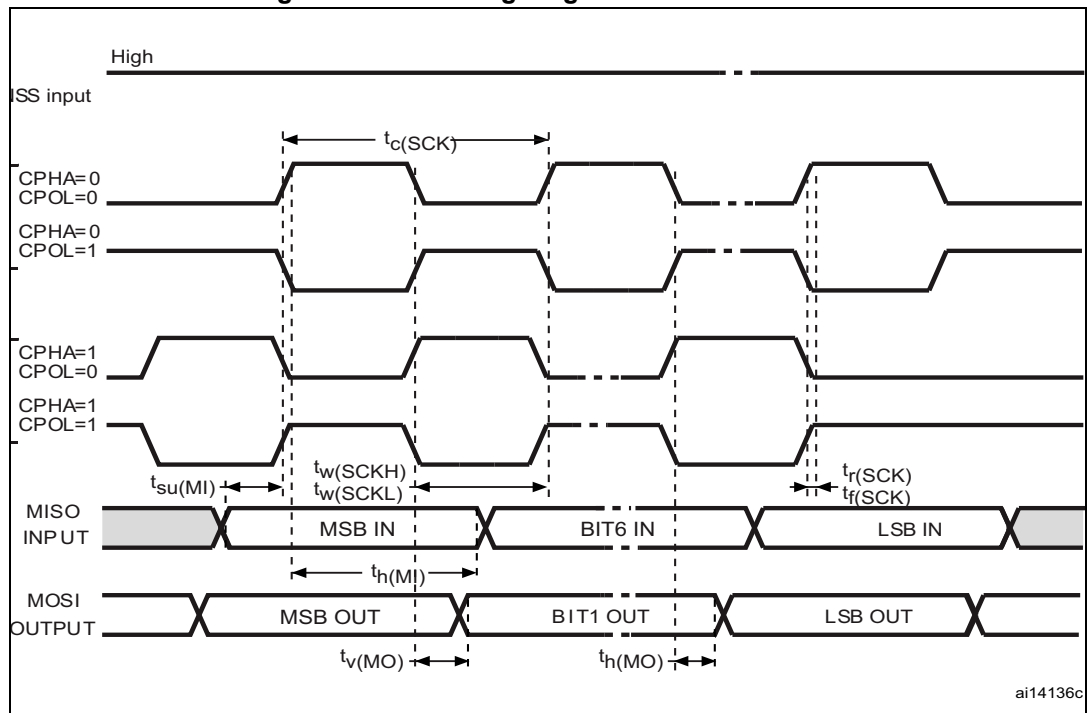 High
ISS input
tc(SCK)
CPHA=0
CPOL=0
CPHA=0
CPOL=1
CPHA=1
CPOL=0
CPHA=1
CPOL=1
tsu(MI)
tw(SCKH)
tw(SCKL)
tr(SCK)
tf(SCK)
MISO
INPUT
MSB IN
BIT6 IN
LSB IN
th(MI)
MOSI
OUTPUT
MSB OUT
BIT1 OUT
LSB OUT
tv(MO)
th(MO)
ai14136c